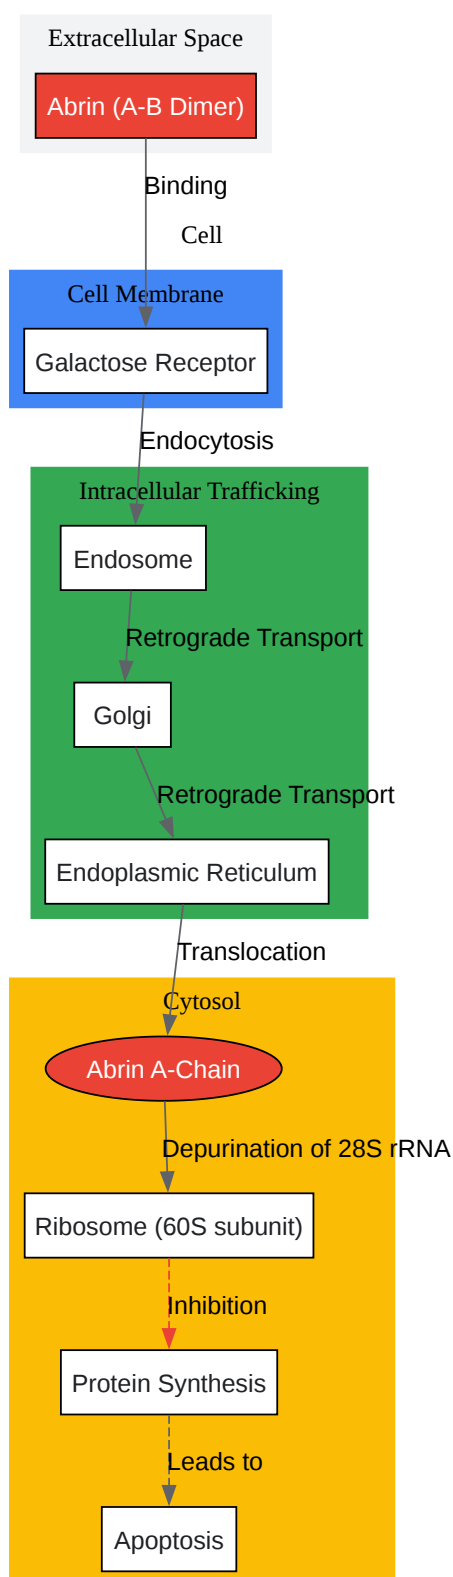 Extracellular Space
Abrin (A-B Dimer)
Binding
Cell
Cell Membrane
Galactose Receptor
Endocytosis
Intracellular Trafficking
Endosome
Retrograde Transport
Golgi
Retrograde Transport
Endoplasmic Reticulum
Translocation
Cytosol
Abrin A-Chain
Depurination of 28S rRNA
Ribosome (60S subunit)
Inhibition
Protein Synthesis
Leads to
Apoptosis